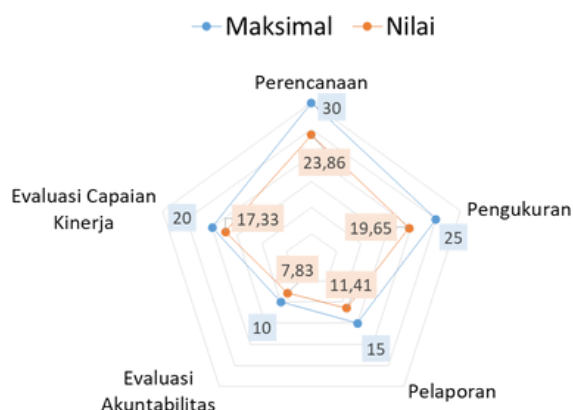 Maksimal Nilai
Perencanaan
30
23,86
Evaluasi Capaian
Kinerja
20
17,33
19,65
Pengukuran
25
7,83
11,41
10
15
Evaluasi
Akuntabilitas
Pelaporan